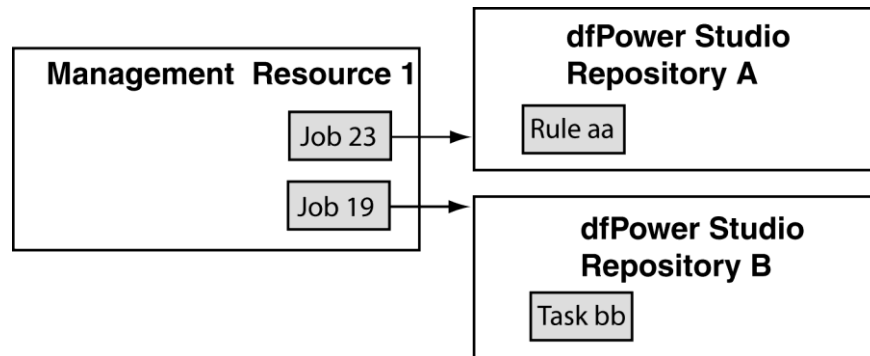 Management Resource 1
Job 23
Job 19
dfPower Studio
Repository A
Rule aa
dfPower Studio
Repository B
Task bb